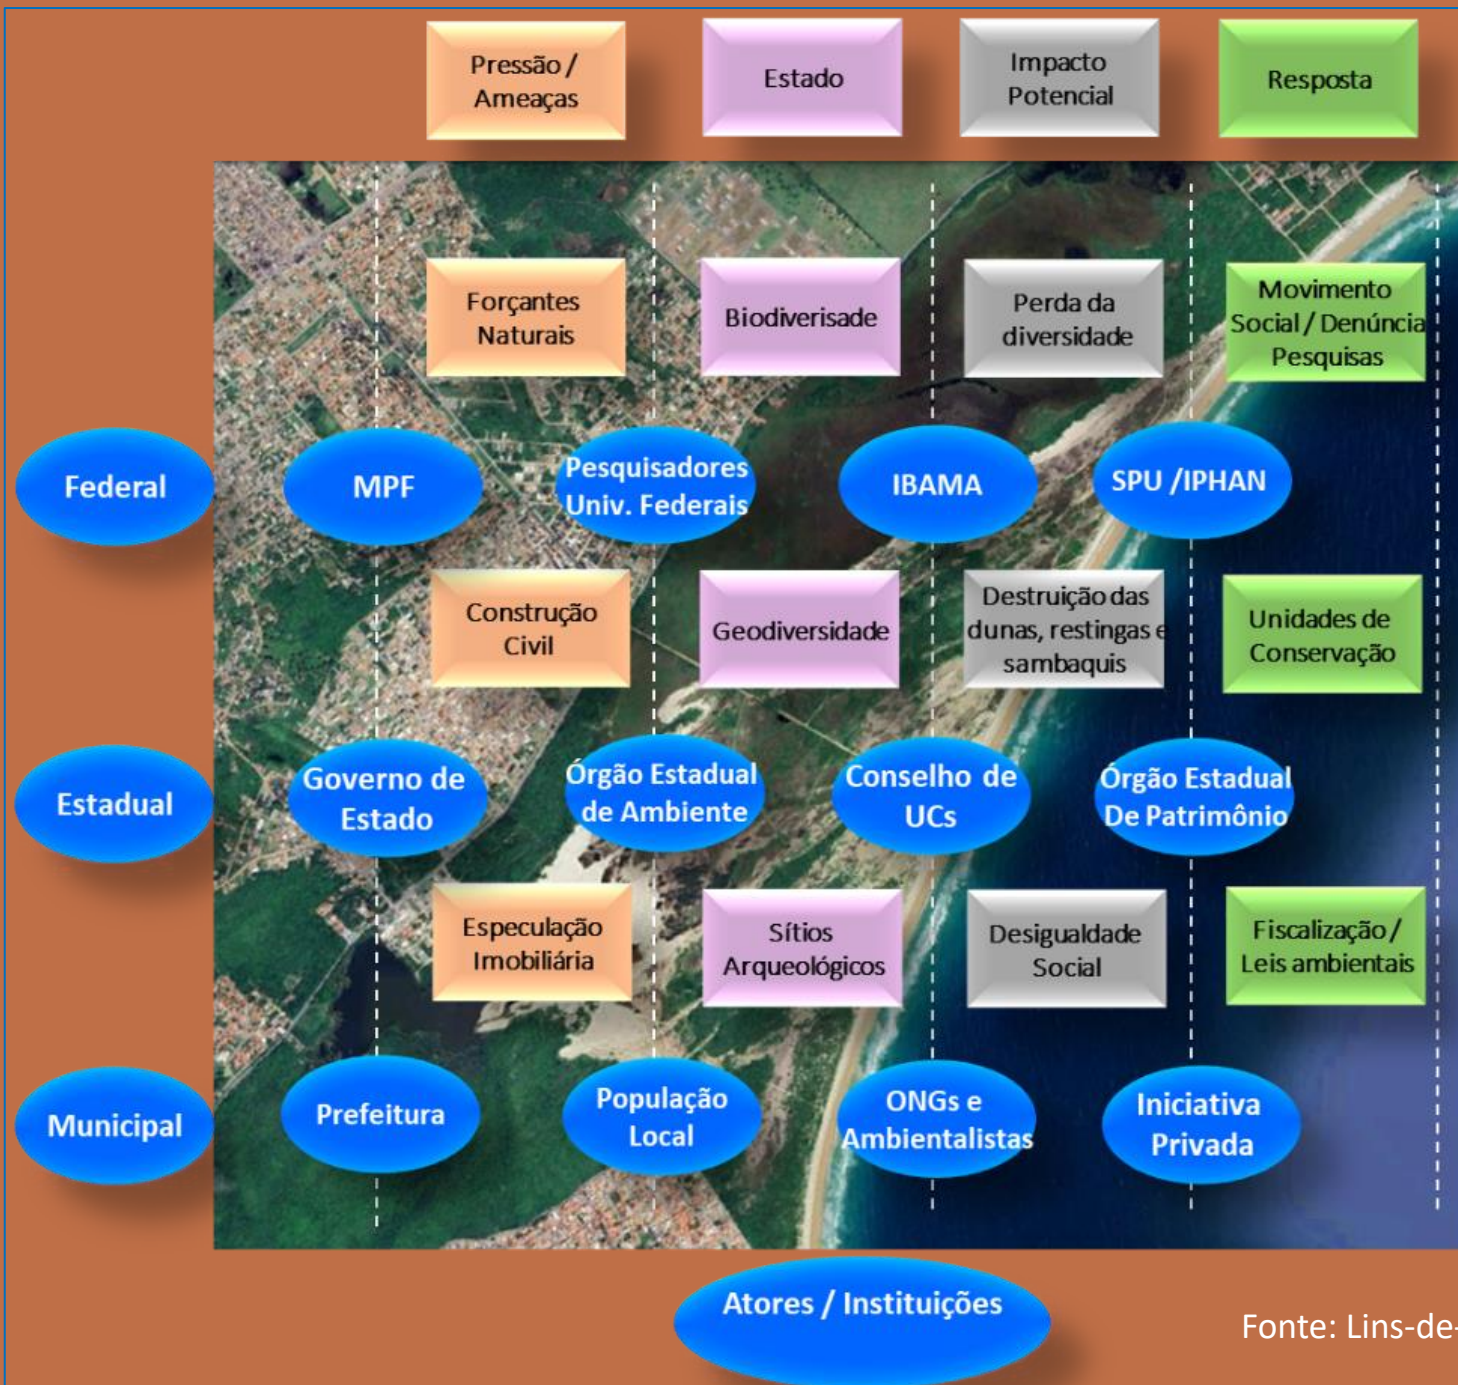 Pressão /
Ameaças
Estado
Impacto
Potencial
Resposta
Forçantes
Naturais
Biodiverisade
Perda da
diversidade
Movimento
Social / Denúncia
Pesquisas
Federal
MPF
Pesquisadores
Univ. Federais
IBAMA
SPU /IPHAN
Construção
Civil
Geodiversidade
Destruição das
dunas, restingas e
sambaquis
Unidades de
Conservação
Estadual
Governo de
Estado
Órgão Estadual
de Ambiente
Conselho de
UCs
Órgão Estadual
De Patrimônio
Especulação
Imobiliária
Sítios
Arqueológicos
Desigualdade
Social
Fiscalização /
Leis ambientais
Municipal
Prefeitura
População
Local
ONGs e
Ambientalistas
Iniciativa
Privada
Atores / Instituições
Fonte: Lins-de-